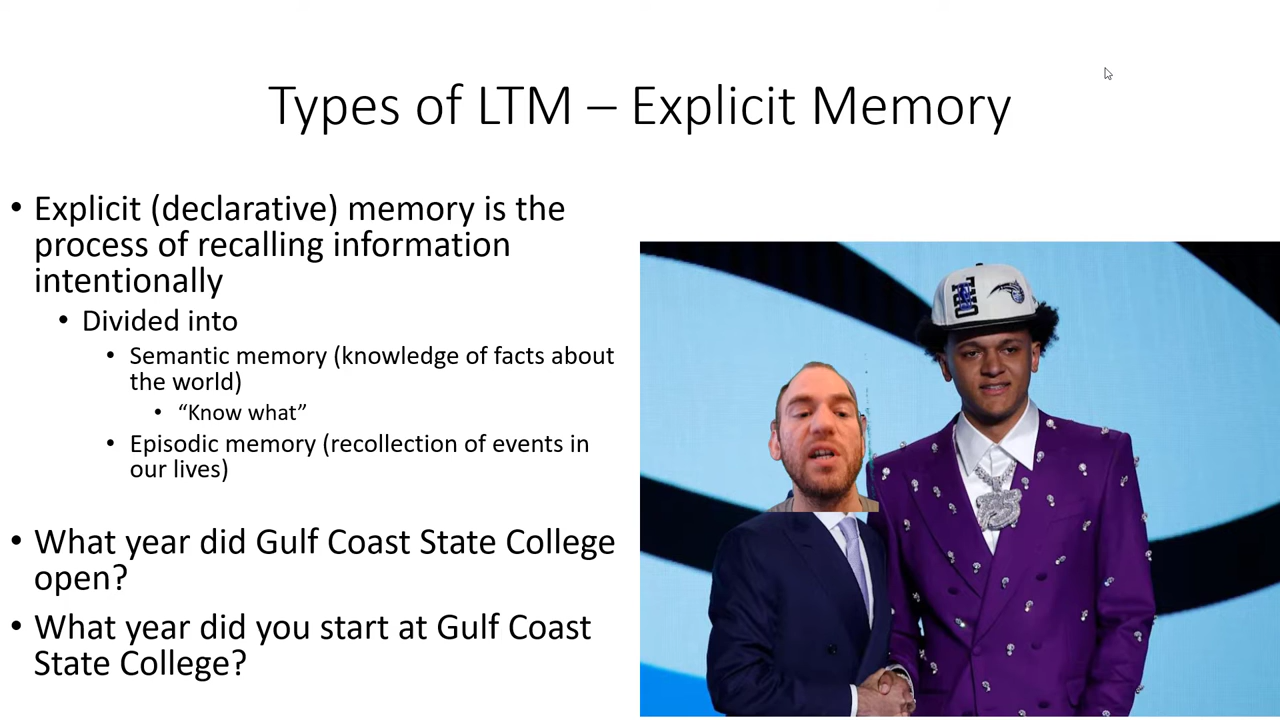 Types of LTM – Explicit Memory
• Explicit (declarative) memory is the
process of recalling information
intentionally
• Divided into
• Semantic memory (knowledge of facts about
the world)
• “Know what”
• Episodic memory (recollection of events in
our lives)
• What year did Gulf Coast State College
open?
• What year did you start at Gulf Coast
State College?